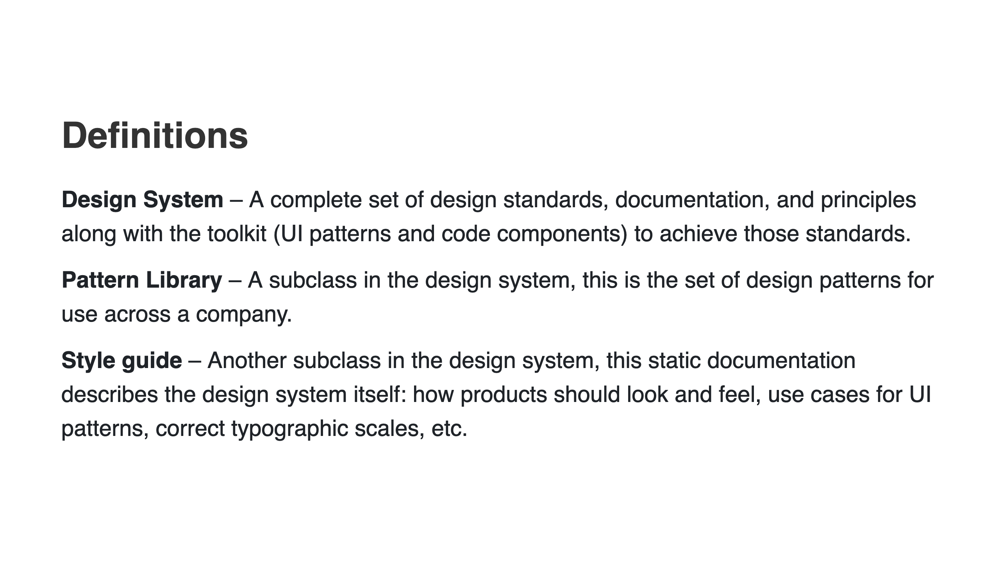 Definitions
Design System – A complete set of design standards, documentation, and principles
along with the toolkit (UI patterns and code components) to achieve those standards.
Pattern Library – A subclass in the design system, this is the set of design patterns for
use across a company.
Style guide – Another subclass in the design system, this static documentation
describes the design system itself: how products should look and feel, use cases for UI
patterns, correct typographic scales, etc.